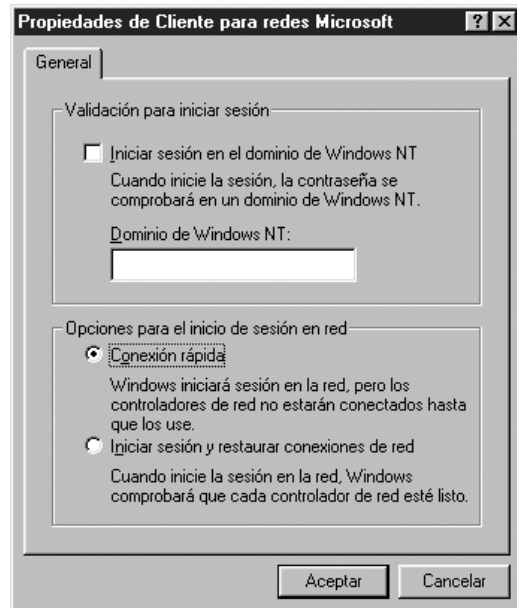 Propiedades de Cliente para redes Microsoft
General
Validación para iniciar sesión
Iniciar sesión en el dominio de Windows NT
Cuando inicie la sesión, la contraseña se
comprobará en un dominio de Windows NT.
Dominio de Windows NT:
Opciones para el inicio de sesión en red
Conexión rápida
Windows iniciará sesión en la red, pero los
controladores de red no estarán conectados hasta
que los use.
Iniciar sesión y restaurar conexiones de red
Cuando inicie la sesión en la red, Windows
comprobará que cada controlador de red esté listo.
Aceptar Cancelar